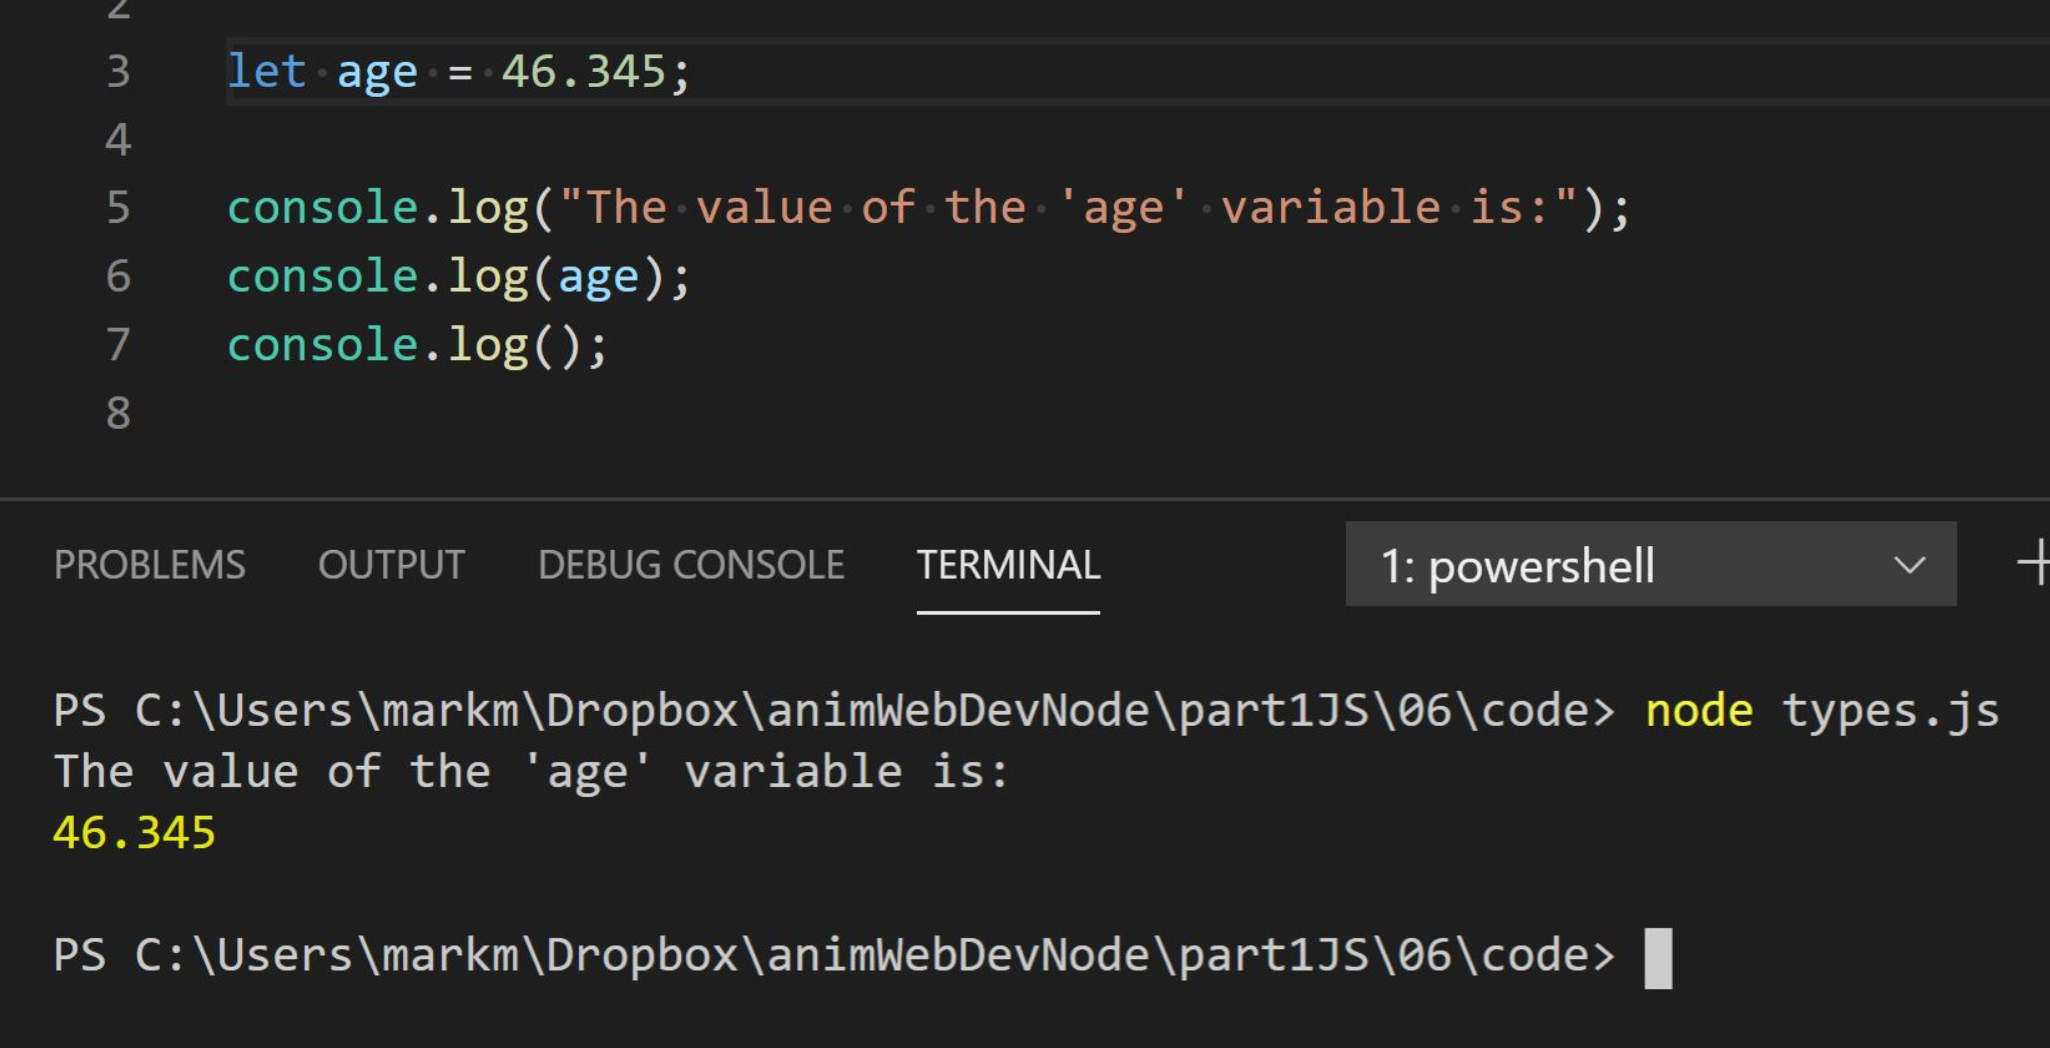 2
3 let age = 46.345;
4
5 console.log("The value of the 'age' variable is:");
6 console.log(age);
7 console.log();
8
PROBLEMS OUTPUT DEBUG CONSOLE TERMINAL 1: powershell +
PS C:\Users\markm\Dropbox\animWebDevNode\part1JS\06\code> node types.js
The value of the 'age' variable is:
46.345
PS C:\Users\markm\Dropbox\animWebDevNode\part1JS\06\code>